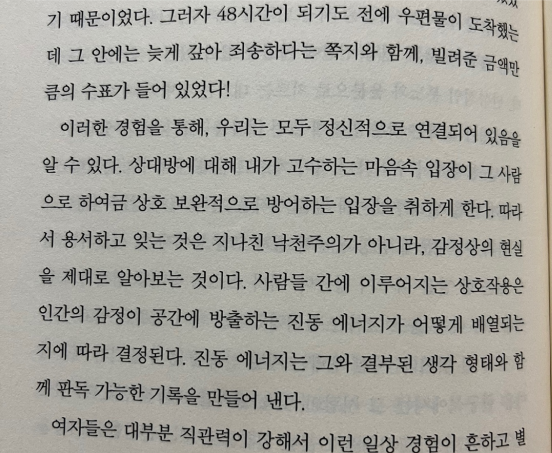 기 때문이었다. 그러자 48시간이 되기도 전에 우편물이 도착했는
데 그 안에는 늦게 갚아 죄송하다는 쪽지와 함께, 빌려준 금액만
큼의 수표가 들어 있었다!
이러한 경험을 통해, 우리는 모두 정신적으로 연결되어 있음을
알 수 있다. 상대방에 대해 내가 고수하는 마음속 입장이 그 사람
으로 하여금 상호 보완적으로 방어하는 입장을 취하게 한다. 따라
서 용서하고 잊는 것은 지나친 낙천주의가 아니라, 감정상의 현실
을 제대로 알아보는 것이다. 사람들 간에 이루어지는 상호작용은
인간의 감정이 공간에 방출하는 진동 에너지가 어떻게 배열되는
지에 따라 결정된다. 진동 에너지는 그와 결부된 생각 형태와 함
께 판독 가능한 기록을 만들어 낸다.
여자들은 대부분 직관력이 강해서 이런 일상 경험이 흔하고 별